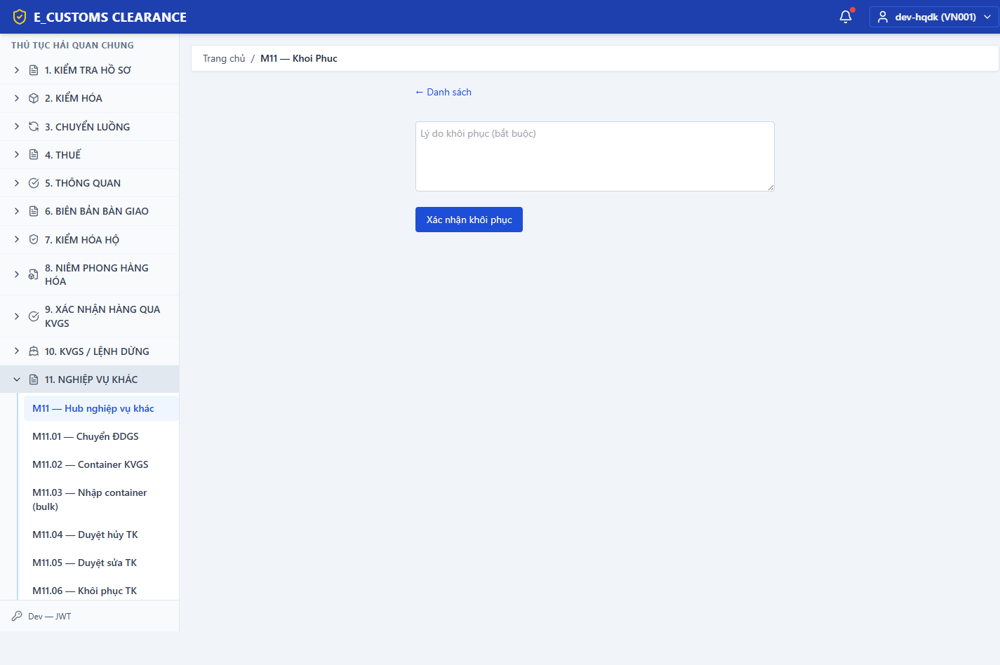 E_CUSTOMS CLEARANCE
dev-hqdk (VN001)
THỦ TỤC HẢI QUAN CHUNG
1. KIỂM TRA HỒ SƠ
2. KIỂM HÓA
3. CHUYỂN LUỒNG
4. THUẾ
5. THÔNG QUAN
6. BIÊN BẢN BÀN GIAO
7. KIỂM HÓA HỘ
8. NIÊM PHONG HÀNG
HÓA
9. XÁC NHẬN HÀNG QUA
KVGS
10. KVGS / LỆNH DỪNG
11. NGHIỆP VỤ KHÁC
M11 — Hub nghiệp vụ khác
M11.01 — Chuyển ĐDGS
M11.02 — Container KVGS
M11.03 — Nhập container
(bulk)
M11.04 — Duyệt hủy TK
M11.05 — Duyệt sửa TK
M11.06 — Khôi phục TK
Dev — JWT
Trang chủ / M11 — Khoi Phuc
← Danh sách
Lý do khôi phục (bắt buộc)
Xác nhận khôi phục